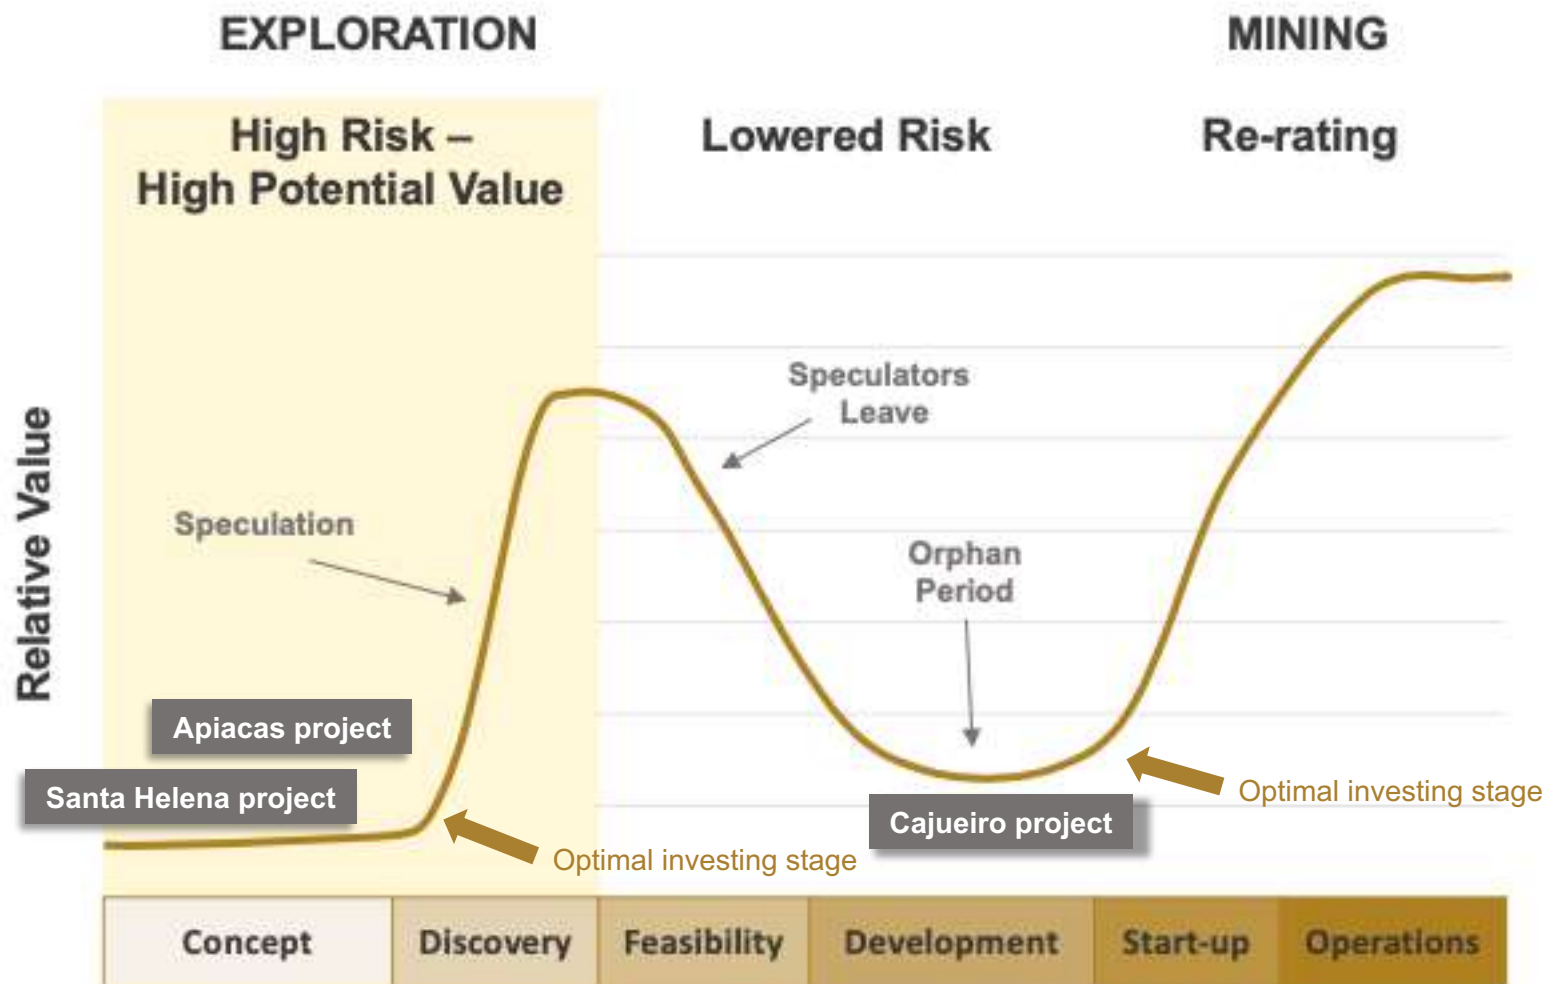 EXPLORATION
MINING
High Risk –
High Potential Value
Lowered Risk
Re-rating
Relative Value
Speculators
Leave
Speculation
Orphan
Period
Apiacas project
Santa Helena project
Cajueiro project
Optimal investing stage
Optimal investing stage
Concept
Discovery
Feasibility
Development
Start-up
Operations